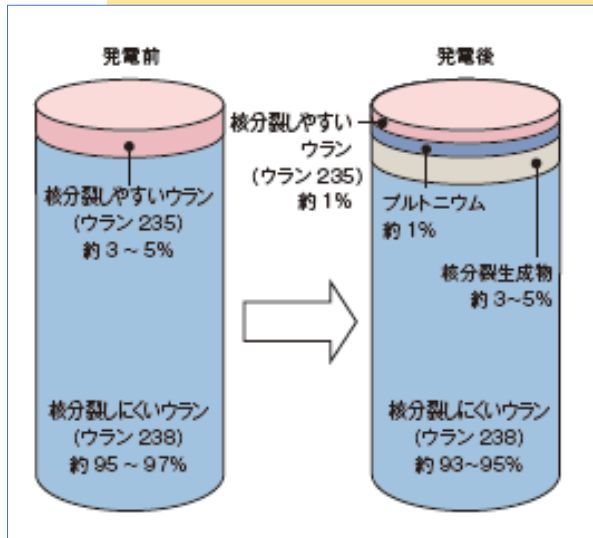 発電前
核分裂しやすいウラン
(ウラン 235)
約 3 ～ 5%
核分裂しにくいウラン
(ウラン 238)
約 95 ～ 97%
発電後
核分裂しやすい
ウラン
(ウラン 235)
約 1%
プルトニウム
約 1%
核分裂生成物
約 3~5%
核分裂しにくいウラン
(ウラン 238)
約 93~95%